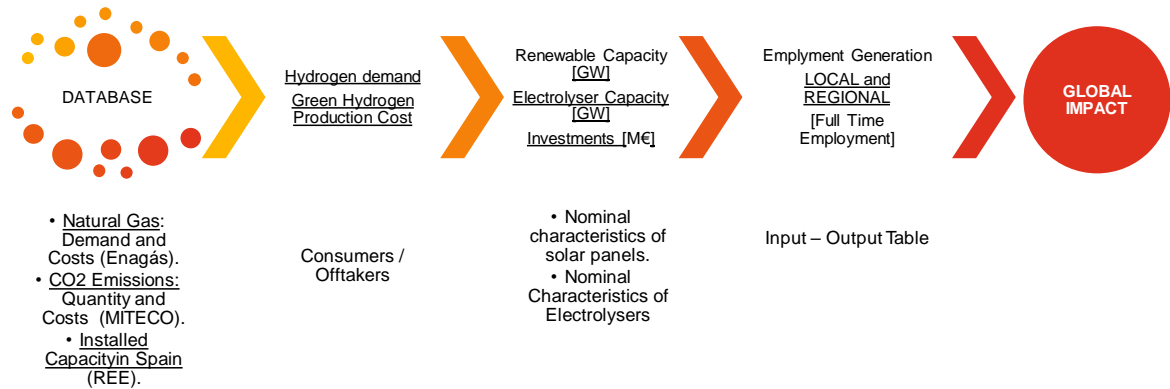 DATABASE
Hydrogen demand
Green Hydrogen
Production Cost
Renewable Capacity
[GW]
Electrolyser Capacity
[GW]
Investments [M€]
Emplyment Generation
LOCAL and
REGIONAL
[Full Time
Employment]
GLOBAL
IMPACT
• Natural Gas:
Demand and
Costs (Enagás).
• CO2 Emissions:
Quantity and
Costs (MITECO).
• Installed
Capacityin Spain
(REE).
Consumers /
Offtakers
• Nominal
characteristics of
solar panels.
• Nominal
Characteristics of
Electrolysers
Input – Output Table